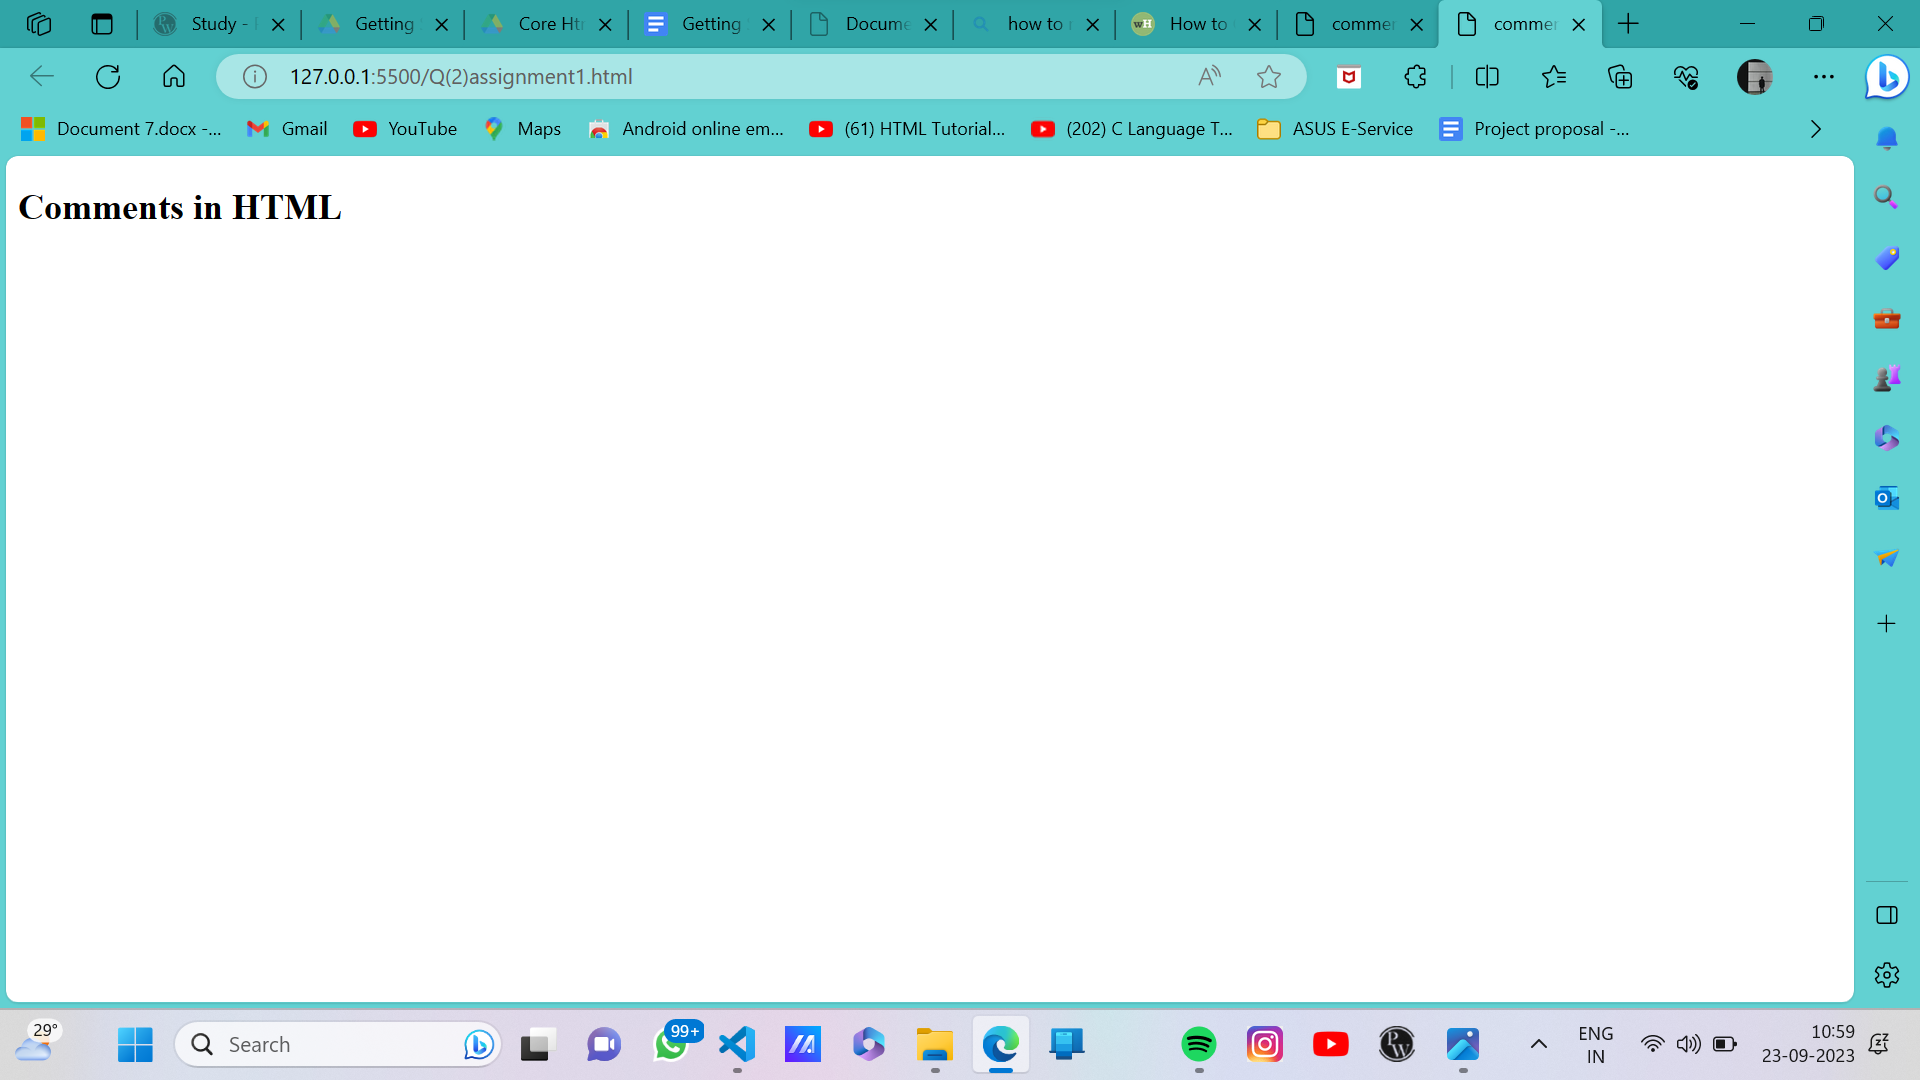 Study -
Getting
Core Ht
Getting
Docume
how to
How to
commen
commen
127.0.0.1:5500/Q(2)assignment1.html
Document 7.docx -...
Gmail
YouTube
Maps
Android online em...
(61) HTML Tutorial...
(202) C Language T...
ASUS E-Service
Project proposal -...
Comments in HTML
29°
Search
99+
ENG
IN
10:59
23-09-2023